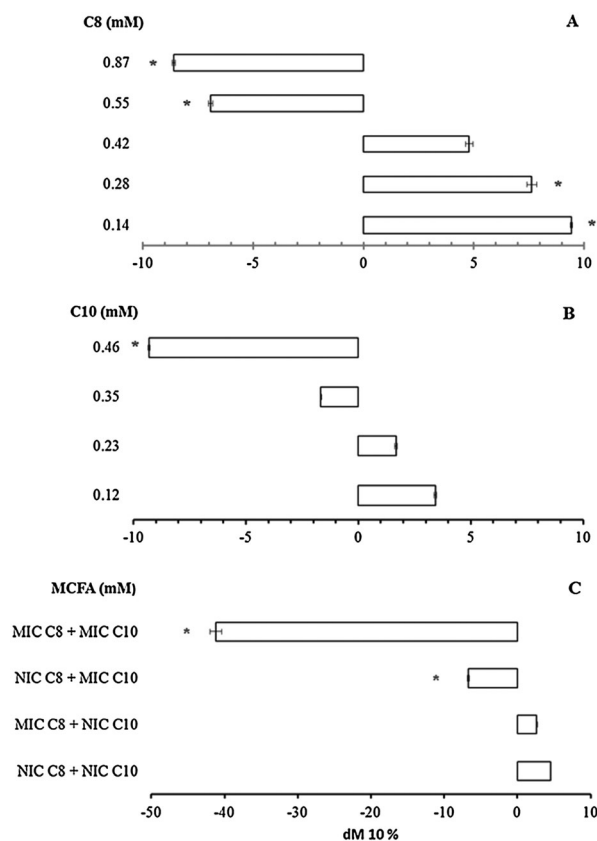 C8 (mM) A
0.87 *
0.55 *
0.42
0.28 *
0.14 *
-10 -5 0 5 10
C10 (mM) B
0.46 *
0.35
0.23
0.12
-10 -5 0 5 10
MCFA (mM) C
MIC C8 + MIC C10 *
NIC C8 + MIC C10 *
MIC C8 + NIC C10
NIC C8 + NIC C10
-50 -40 -30 -20 -10 0 10
dM 10 %